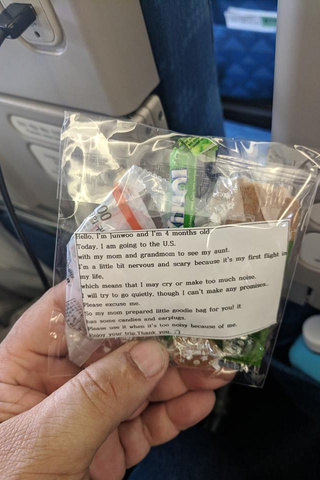 Hello, I'm Junwoo and I'm 4 months old.
Today, I am going to the U.S.
with my mom and grandmom to see my aunt.
I'm a little bit nervous and scary because it's my first flight in
my life,
which means that I may cry or make too much noise.
I will try to go quietly, though I can't make any promises.
Please excuse me.
So my mom prepared little goodie bag for you! it
has some candies and earplugs.
Please use it when it's too noisy because of me.
Enjoy your trip. Thank you. :)